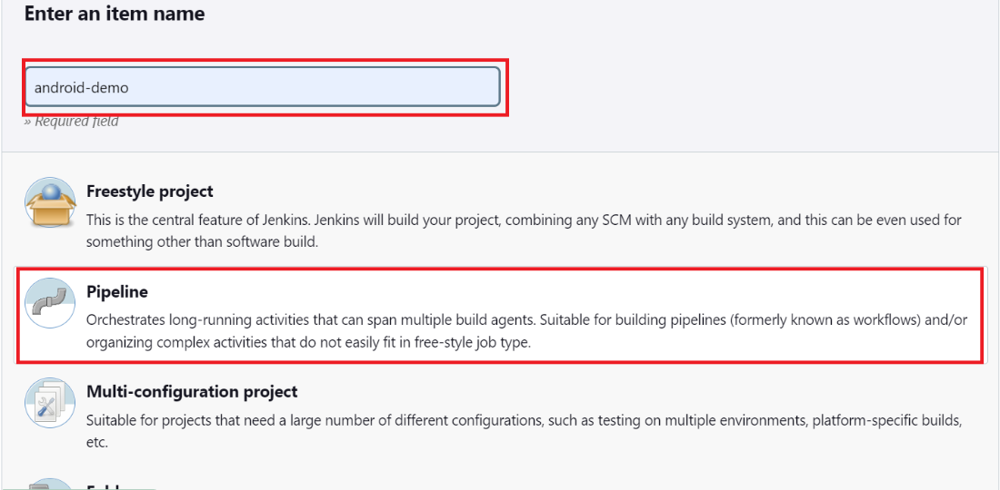 Enter an item name
android-demo
» Required field
Freestyle project
This is the central feature of Jenkins. Jenkins will build your project, combining any SCM with any build system, and this can be even used for
something other than software build.
Pipeline
Orchestrates long-running activities that can span multiple build agents. Suitable for building pipelines (formerly known as workflows) and/or
organizing complex activities that do not easily fit in free-style job type.
Multi-configuration project
Suitable for projects that need a large number of different configurations, such as testing on multiple environments, platform-specific builds,
etc.